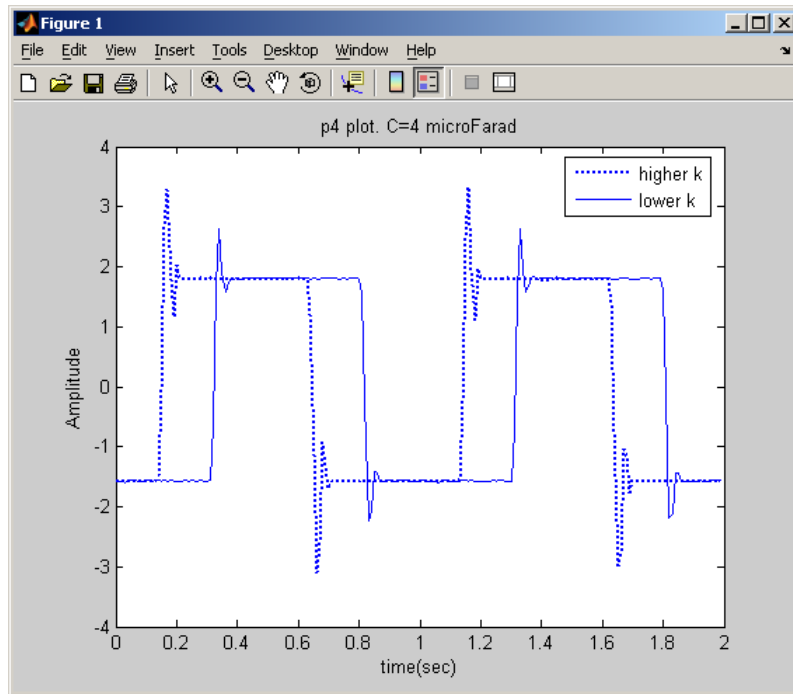 Figure 1
File Edit View Insert Tools Desktop Window Help
p4 plot. C=4 microFarad
higher k
lower k
4
3
2
1
0
-1
-2
-3
-4
Amplitude
0 0.2 0.4 0.6 0.8 1 1.2 1.4 1.6 1.8 2
time(sec)